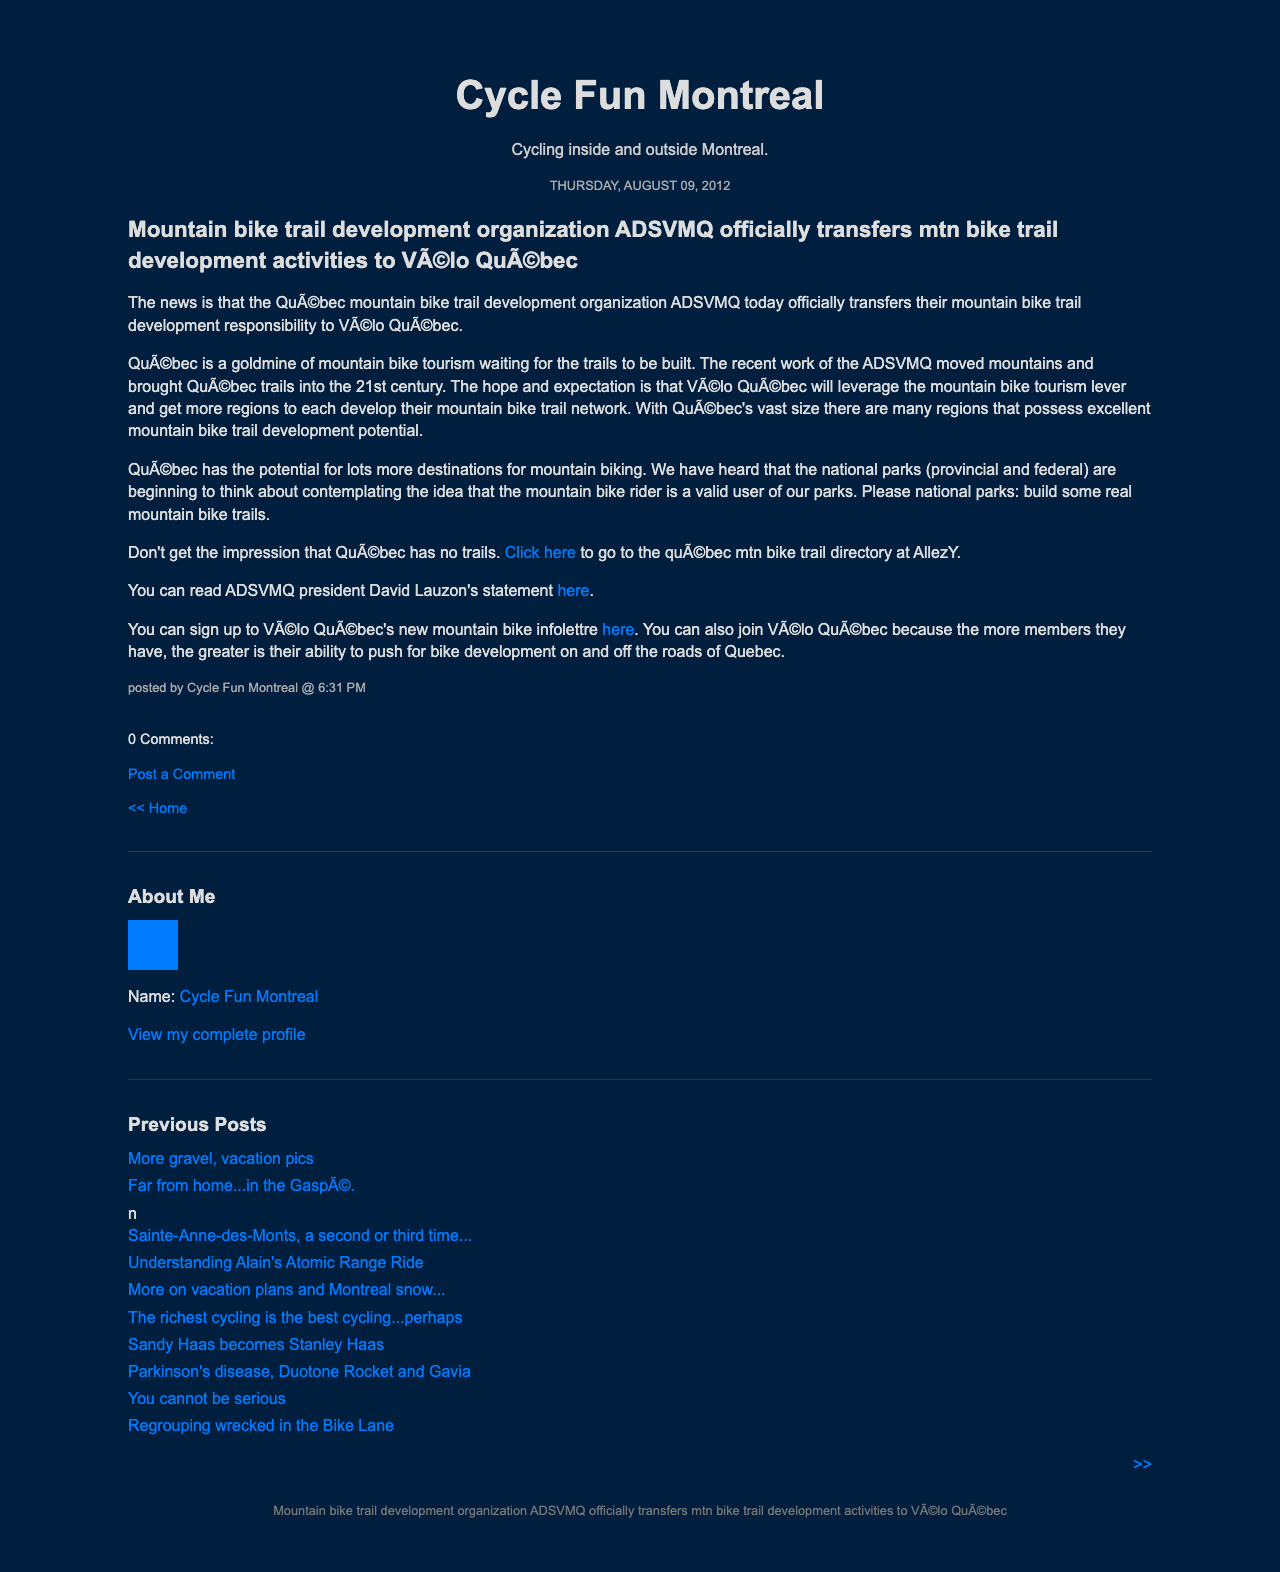 Cycle Fun Montreal
Cycling inside and outside Montreal.
THURSDAY, AUGUST 09, 2012
Mountain bike trail development organization ADSVMQ officially transfers mtn bike trail
development activities to VÃ©lo QuÃ©bec
The news is that the QuÃ©bec mountain bike trail development organization ADSVMQ today officially transfers their mountain bike trail
development responsibility to VÃ©lo QuÃ©bec.
QuÃ©bec is a goldmine of mountain bike tourism waiting for the trails to be built. The recent work of the ADSVMQ moved mountains and
brought QuÃ©bec trails into the 21st century. The hope and expectation is that VÃ©lo QuÃ©bec will leverage the mountain bike tourism lever
and get more regions to each develop their mountain bike trail network. With QuÃ©bec's vast size there are many regions that possess excellent
mountain bike trail development potential.
QuÃ©bec has the potential for lots more destinations for mountain biking. We have heard that the national parks (provincial and federal) are
beginning to think about contemplating the idea that the mountain bike rider is a valid user of our parks. Please national parks: build some real
mountain bike trails.
Don't get the impression that QuÃ©bec has no trails. Click here to go to the quÃ©bec mtn bike trail directory at AllezY.
You can read ADSVMQ president David Lauzon's statement here.
You can sign up to VÃ©lo QuÃ©bec's new mountain bike infolettre here. You can also join VÃ©lo QuÃ©bec because the more members they
have, the greater is their ability to push for bike development on and off the roads of Quebec.
posted by Cycle Fun Montreal @ 6:31 PM
0 Comments:
Post a Comment
<< Home
About Me
Name: Cycle Fun Montreal
View my complete profile
Previous Posts
More gravel, vacation pics
Far from home...in the GaspÃ©.
n
Sainte-Anne-des-Monts, a second or third time...
Understanding Alain's Atomic Range Ride
More on vacation plans and Montreal snow...
The richest cycling is the best cycling...perhaps
Sandy Haas becomes Stanley Haas
Parkinson's disease, Duotone Rocket and Gavia
You cannot be serious
Regrouping wrecked in the Bike Lane
>>
Mountain bike trail development organization ADSVMQ officially transfers mtn bike trail development activities to VÃ©lo QuÃ©bec